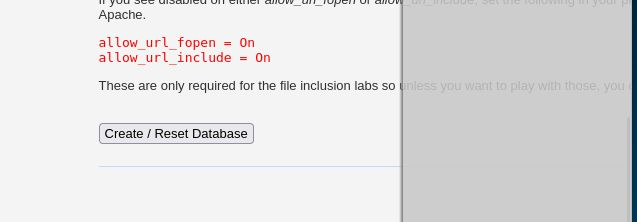 If you see disabled on either allow_url_fopen or allow_url_include, set the following in your
Apache.
allow_url_fopen = On
allow_url_include = On
These are only required for the file inclusion labs so unless you want to play with those, you
Create / Reset Database